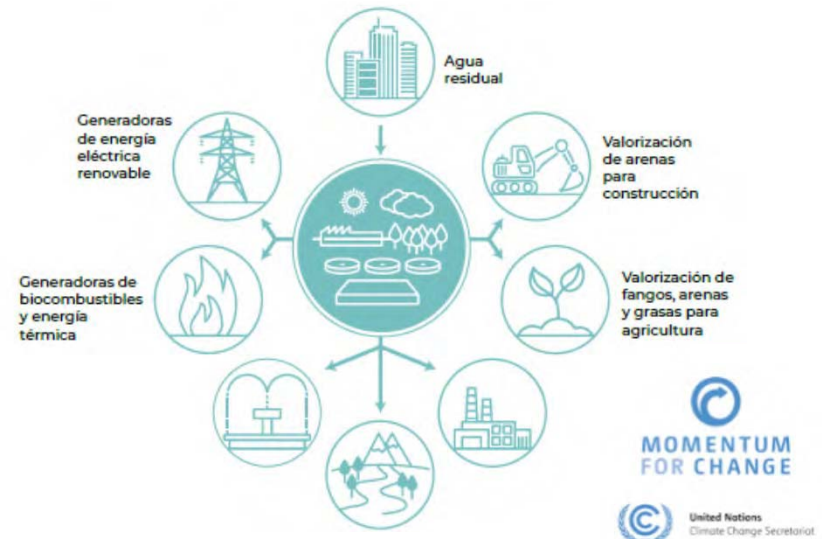 Agua
residual
Generadoras
de energía
eléctrica
renovable
Valorización
de arenas
para
construcción
Generadoras de
biocombustibles
y energía
térmica
Valorización de
fangos, arenas
y grasas para
agricultura
MOMENTUM
FOR CHANGE
United Nations
Climate Change Secretariat